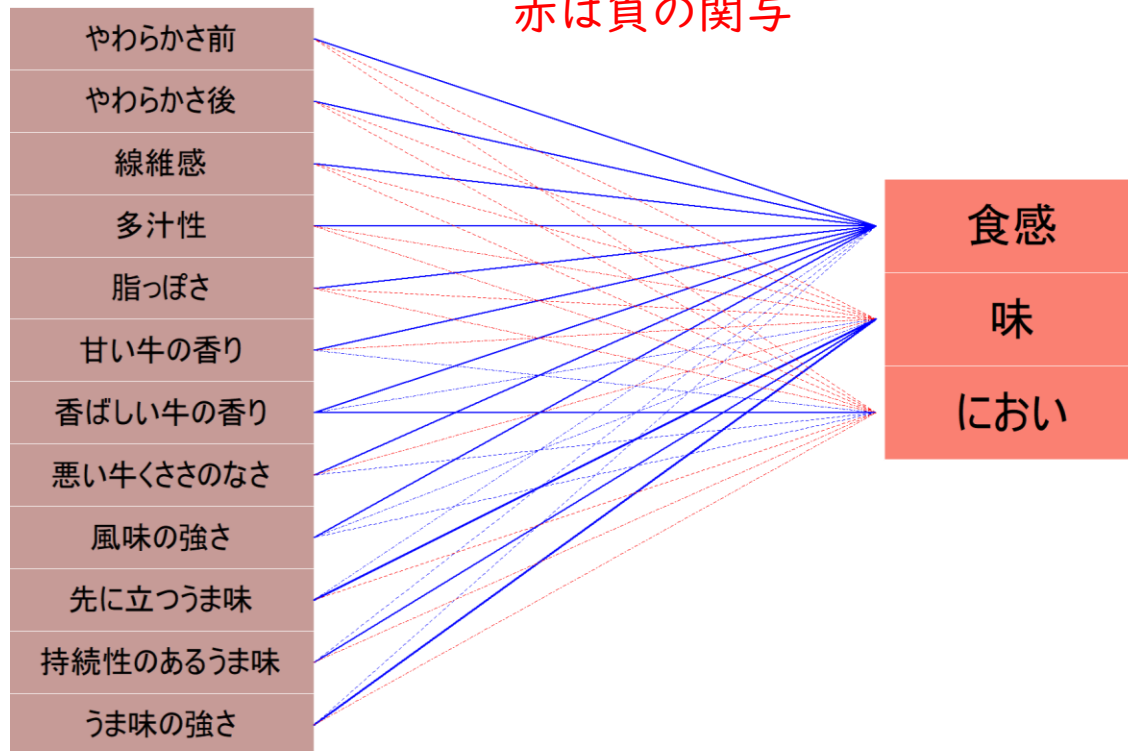 赤は負の関与
やわらかさ前
やわらかさ後
線維感
多汁性
脂っぽさ
甘い牛の香り
香ばしい牛の香り
悪い牛くささのなさ
風味の強さ
先に立つうま味
持続性のあるうま味
うま味の強さ
食感
味
におい